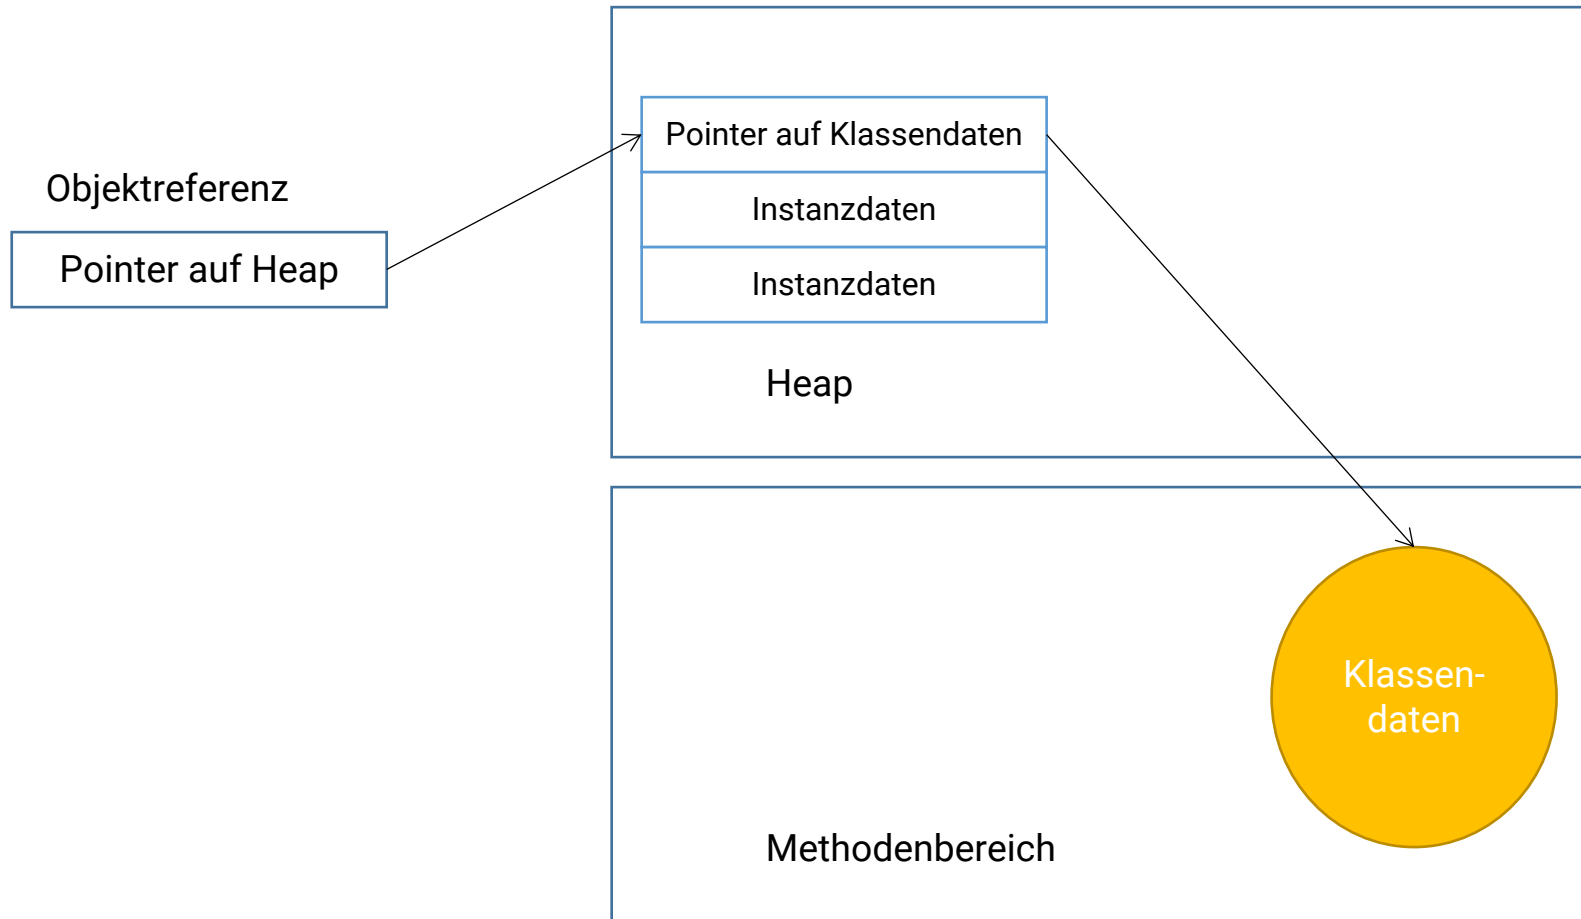 Objektreferenz
Pointer auf Heap
Pointer auf Klassendaten
Instanzdaten
Instanzdaten
Heap
Klassen-
daten
Methodenbereich